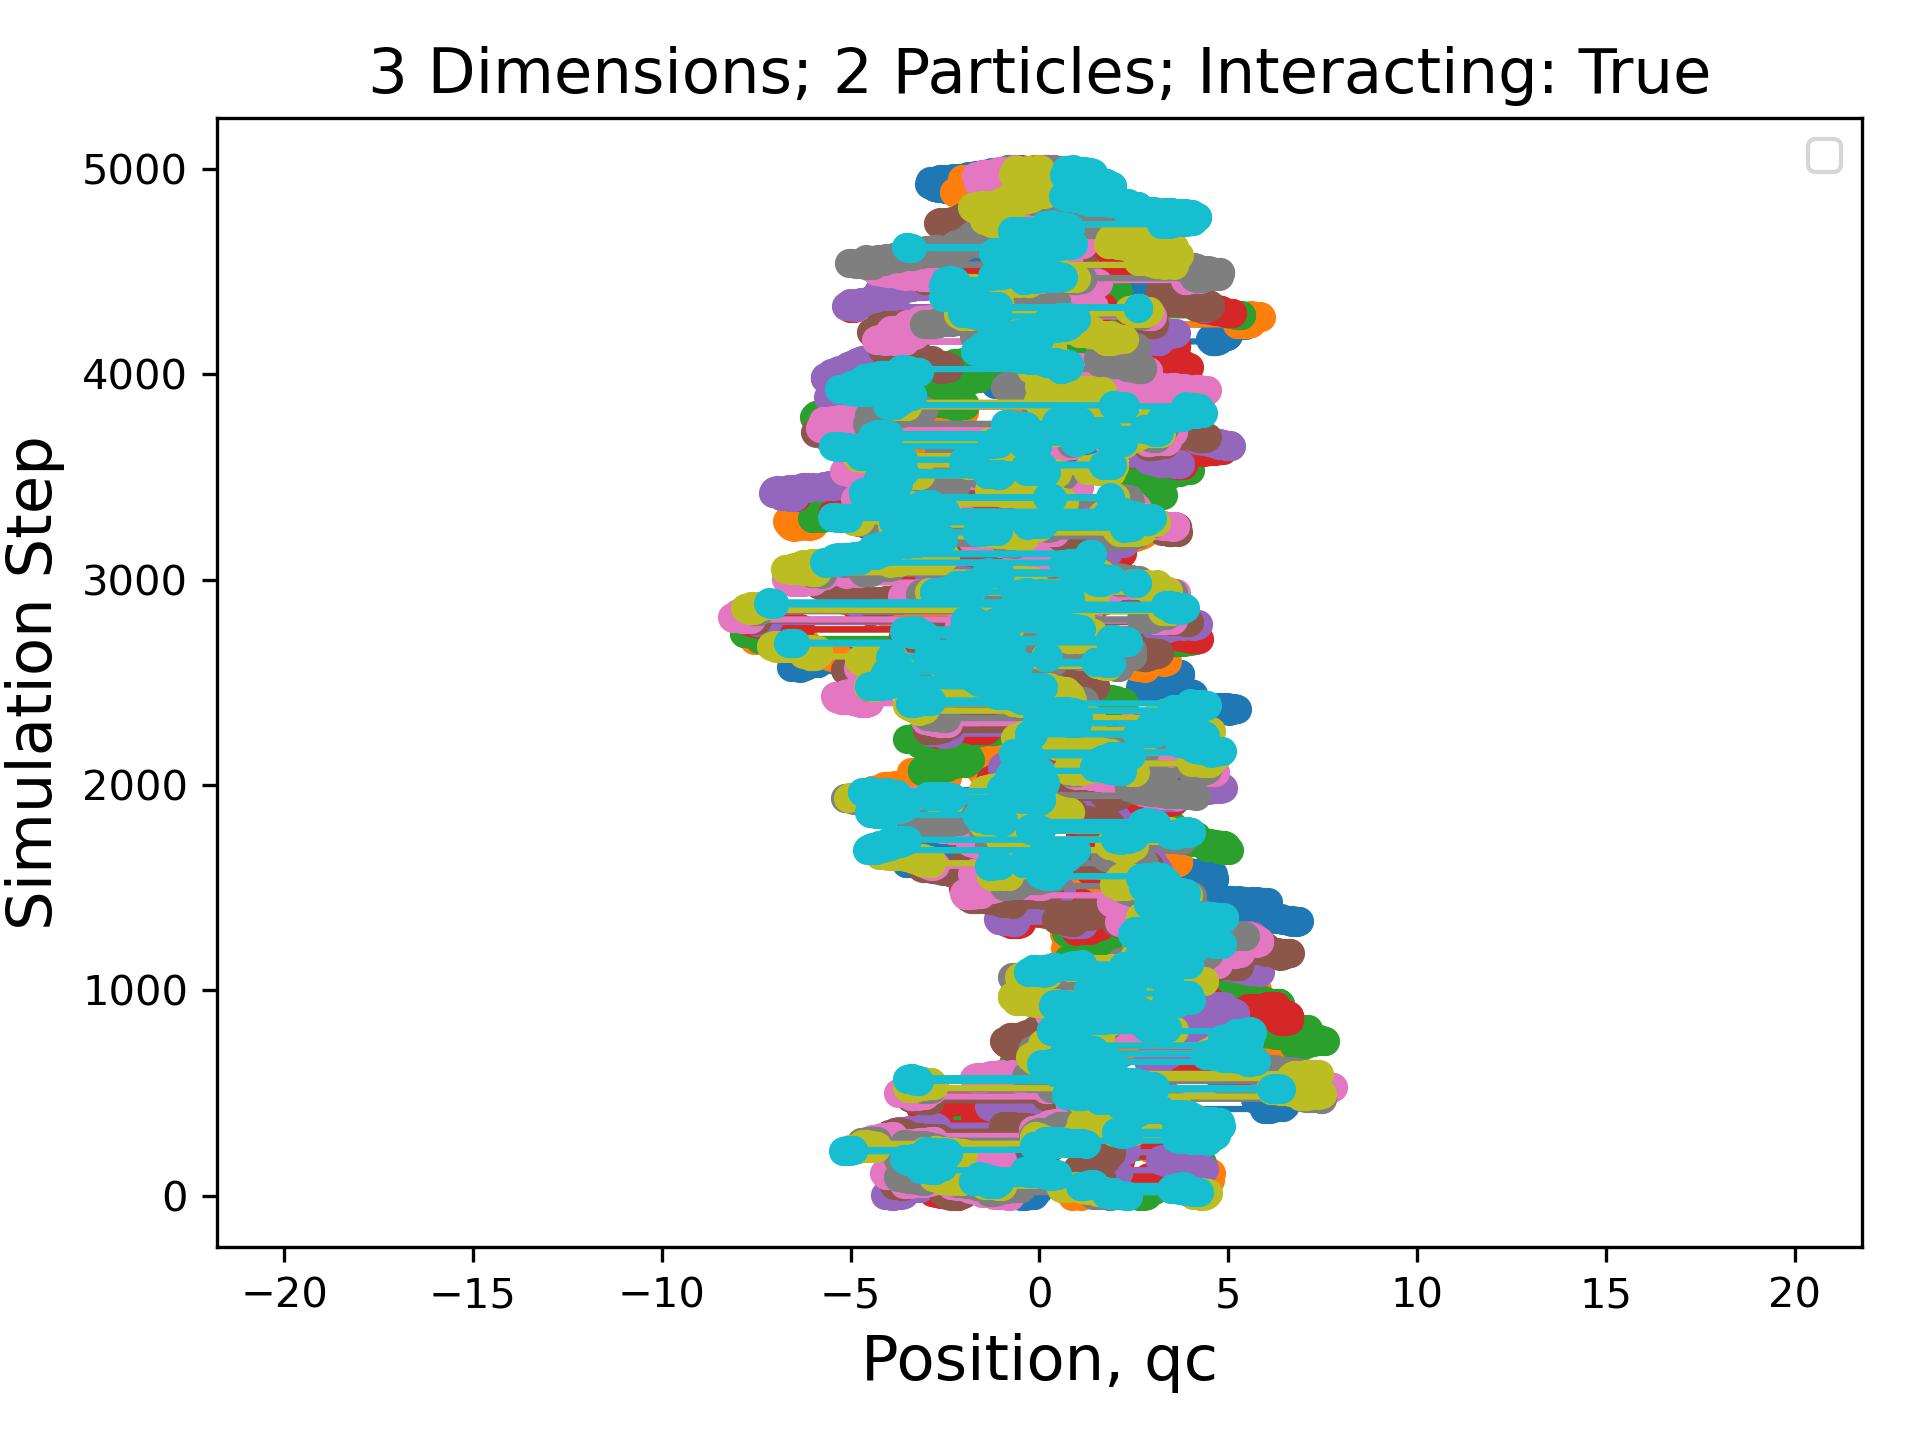 3 Dimensions; 2 Particles; Interacting: True
Simulation Step
5000
4000
3000
2000
1000
0
−20 −15 −10 −5 0 5 10 15 20
Position, qc